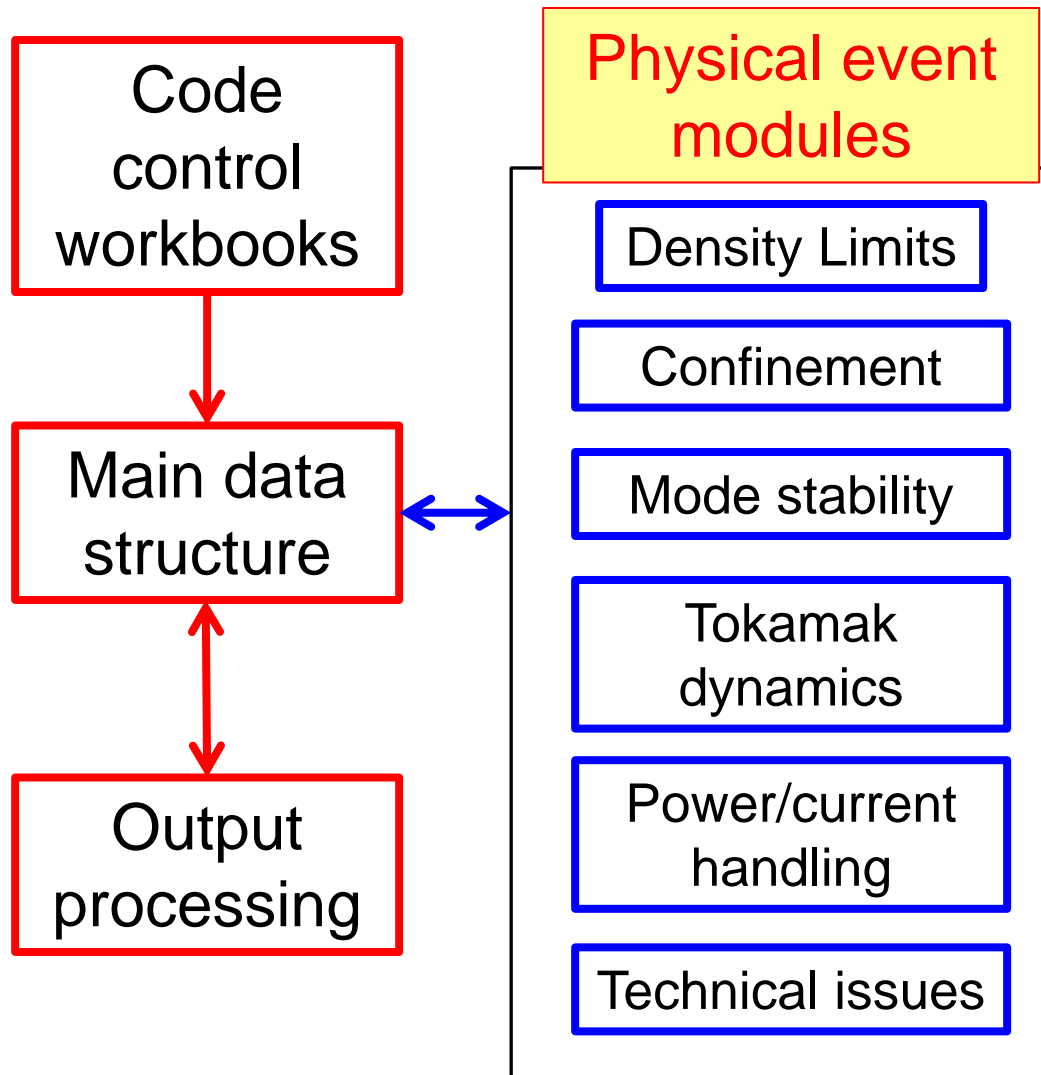 Code
control
workbooks
Main data
structure
Output
processing
Physical event
modules
Density Limits
Confinement
Mode stability
Tokamak
dynamics
Power/current
handling
Technical issues